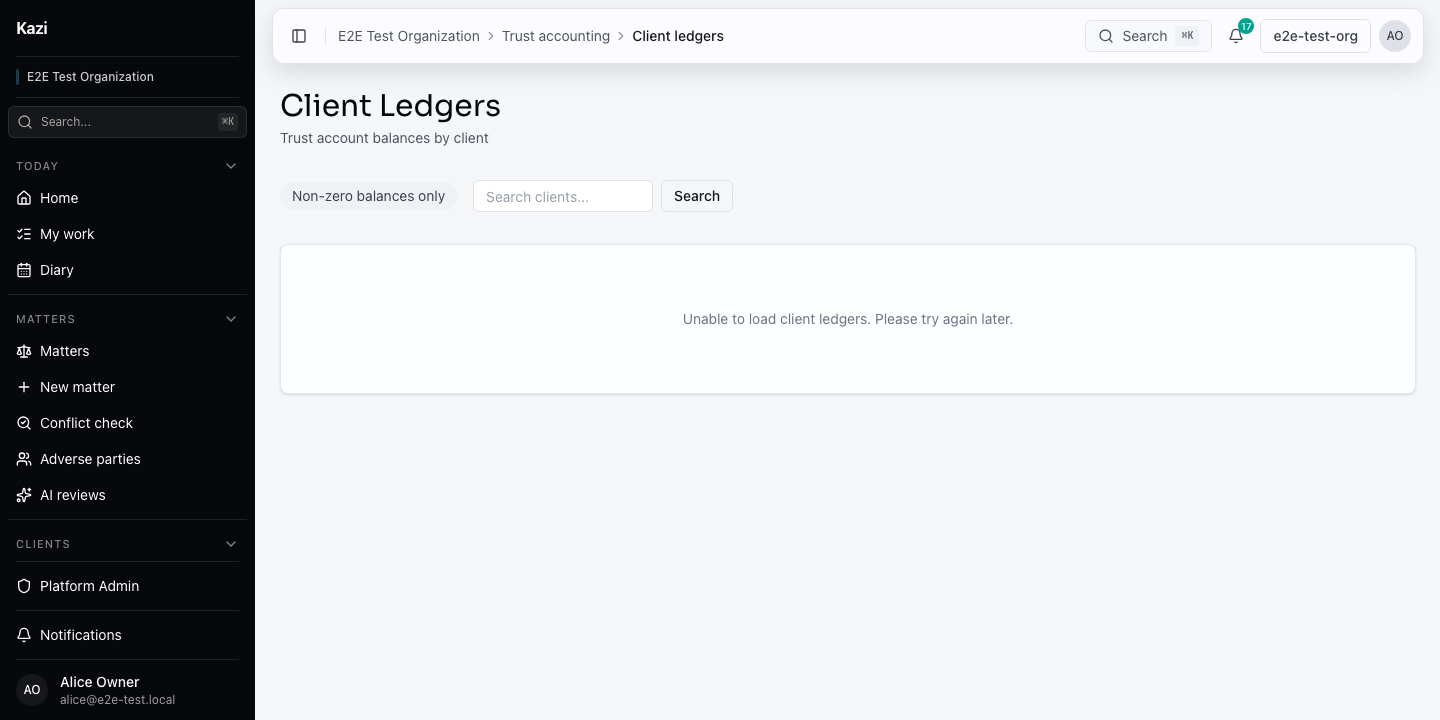 Kazi
E2E Test Organization
Search... ⌘K
TODAY
Home
My work
Diary
MATTERS
Matters
New matter
Conflict check
Adverse parties
AI reviews
CLIENTS
Platform Admin
Notifications
AO
Alice Owner
alice@e2e-test.local
E2E Test Organization > Trust accounting > Client ledgers
Search ⌘K
17
e2e-test-org
AO
Client Ledgers
Trust account balances by client
Non-zero balances only
Search clients...
Search
Unable to load client ledgers. Please try again later.